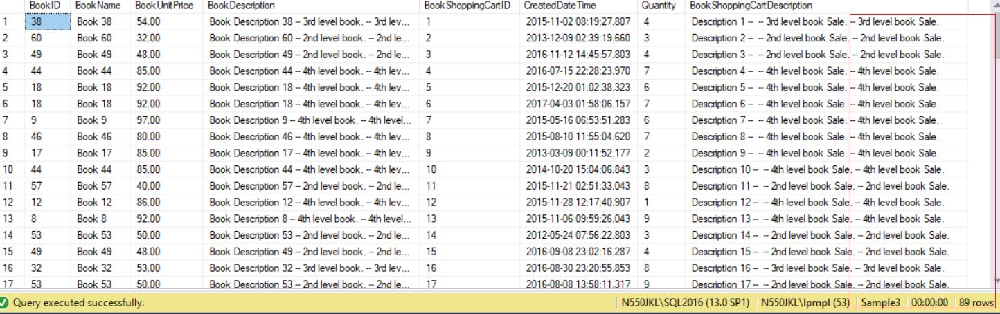 BookID BookName BookUnitPrice BookDescription BookShoppingCartID CreatedDateTime Quantity BookShoppingCartDescription
1 38 Book 38 54.00 Book Description 38 -- 3rd level book. -- 3rd lev... 1 2015-11-02 08:19:27.807 4 Description 1 -- -- 3rd level book Sale. -- 3rd level book Sale.
2 60 Book 60 32.00 Book Description 60 -- 2nd level book. -- 2nd le... 2 2013-12-09 02:39:19.660 3 Description 2 -- -- 2nd level book Sale. -- 2nd level book Sale.
3 49 Book 49 48.00 Book Description 49 -- 2nd level book. -- 2nd le... 3 2016-11-12 14:45:57.803 4 Description 3 -- -- 2nd level book Sale. -- 2nd level book Sale.
4 44 Book 44 85.00 Book Description 44 -- 4th level book. -- 4th lev... 4 2016-07-15 22:28:23.970 7 Description 4 -- -- 4th level book Sale. -- 4th level book Sale.
5 18 Book 18 92.00 Book Description 18 -- 4th level book. -- 4th lev... 5 2015-12-20 01:02:38.323 6 Description 5 -- -- 4th level book Sale. -- 4th level book Sale.
6 18 Book 18 92.00 Book Description 18 -- 4th level book. -- 4th lev... 6 2017-04-03 01:58:06.157 7 Description 6 -- -- 4th level book Sale. -- 4th level book Sale.
7 9 Book 9 97.00 Book Description 9 -- 4th level book. -- 4th level... 7 2015-05-16 06:53:51.283 6 Description 7 -- -- 4th level book Sale. -- 4th level book Sale.
8 46 Book 46 80.00 Book Description 46 -- 4th level book. -- 4th lev... 8 2015-08-10 11:55:04.620 7 Description 8 -- -- 4th level book Sale. -- 4th level book Sale.
9 17 Book 17 85.00 Book Description 17 -- 4th level book. -- 4th lev... 9 2013-03-09 00:11:52.177 2 Description 9 -- -- 4th level book Sale. -- 4th level book Sale.
10 44 Book 44 85.00 Book Description 44 -- 4th level book. -- 4th lev... 10 2014-10-20 15:04:06.843 3 Description 10 -- -- 4th level book Sale. -- 4th level book Sale.
11 57 Book 57 40.00 Book Description 57 -- 2nd level book. -- 2nd le... 11 2015-11-21 02:51:33.043 8 Description 11 -- -- 2nd level book Sale. -- 2nd level book Sale.
12 12 Book 12 86.00 Book Description 12 -- 4th level book. -- 4th lev... 12 2015-11-28 12:17:40.907 1 Description 12 -- -- 4th level book Sale. -- 4th level book Sale.
13 8 Book 8 92.00 Book Description 8 -- 4th level book. -- 4th level... 13 2015-11-06 09:59:26.043 9 Description 13 -- -- 4th level book Sale. -- 4th level book Sale.
14 53 Book 53 50.00 Book Description 53 -- 2nd level book. -- 2nd le... 14 2012-05-24 07:56:22.803 3 Description 14 -- -- 2nd level book Sale. -- 2nd level book Sale.
15 49 Book 49 48.00 Book Description 49 -- 2nd level book. -- 2nd le... 15 2016-09-08 23:02:16.287 4 Description 15 -- -- 2nd level book Sale. -- 2nd level book Sale.
16 32 Book 32 53.00 Book Description 32 -- 3rd level book. -- 3rd lev... 16 2016-08-30 23:20:55.853 8 Description 16 -- -- 3rd level book Sale. -- 3rd level book Sale.
17 53 Book 53 50.00 Book Description 53 -- 2nd level book. -- 2nd le... 17 2016-08-08 13:58:11.317 9 Description 17 -- -- 2nd level book Sale. -- 2nd level book Sale.
Query executed successfully. N550JKL\SQL2016 (13.0 SP1) N550JKL\lpmpl (53) Sample3 00:00:00 89 rows